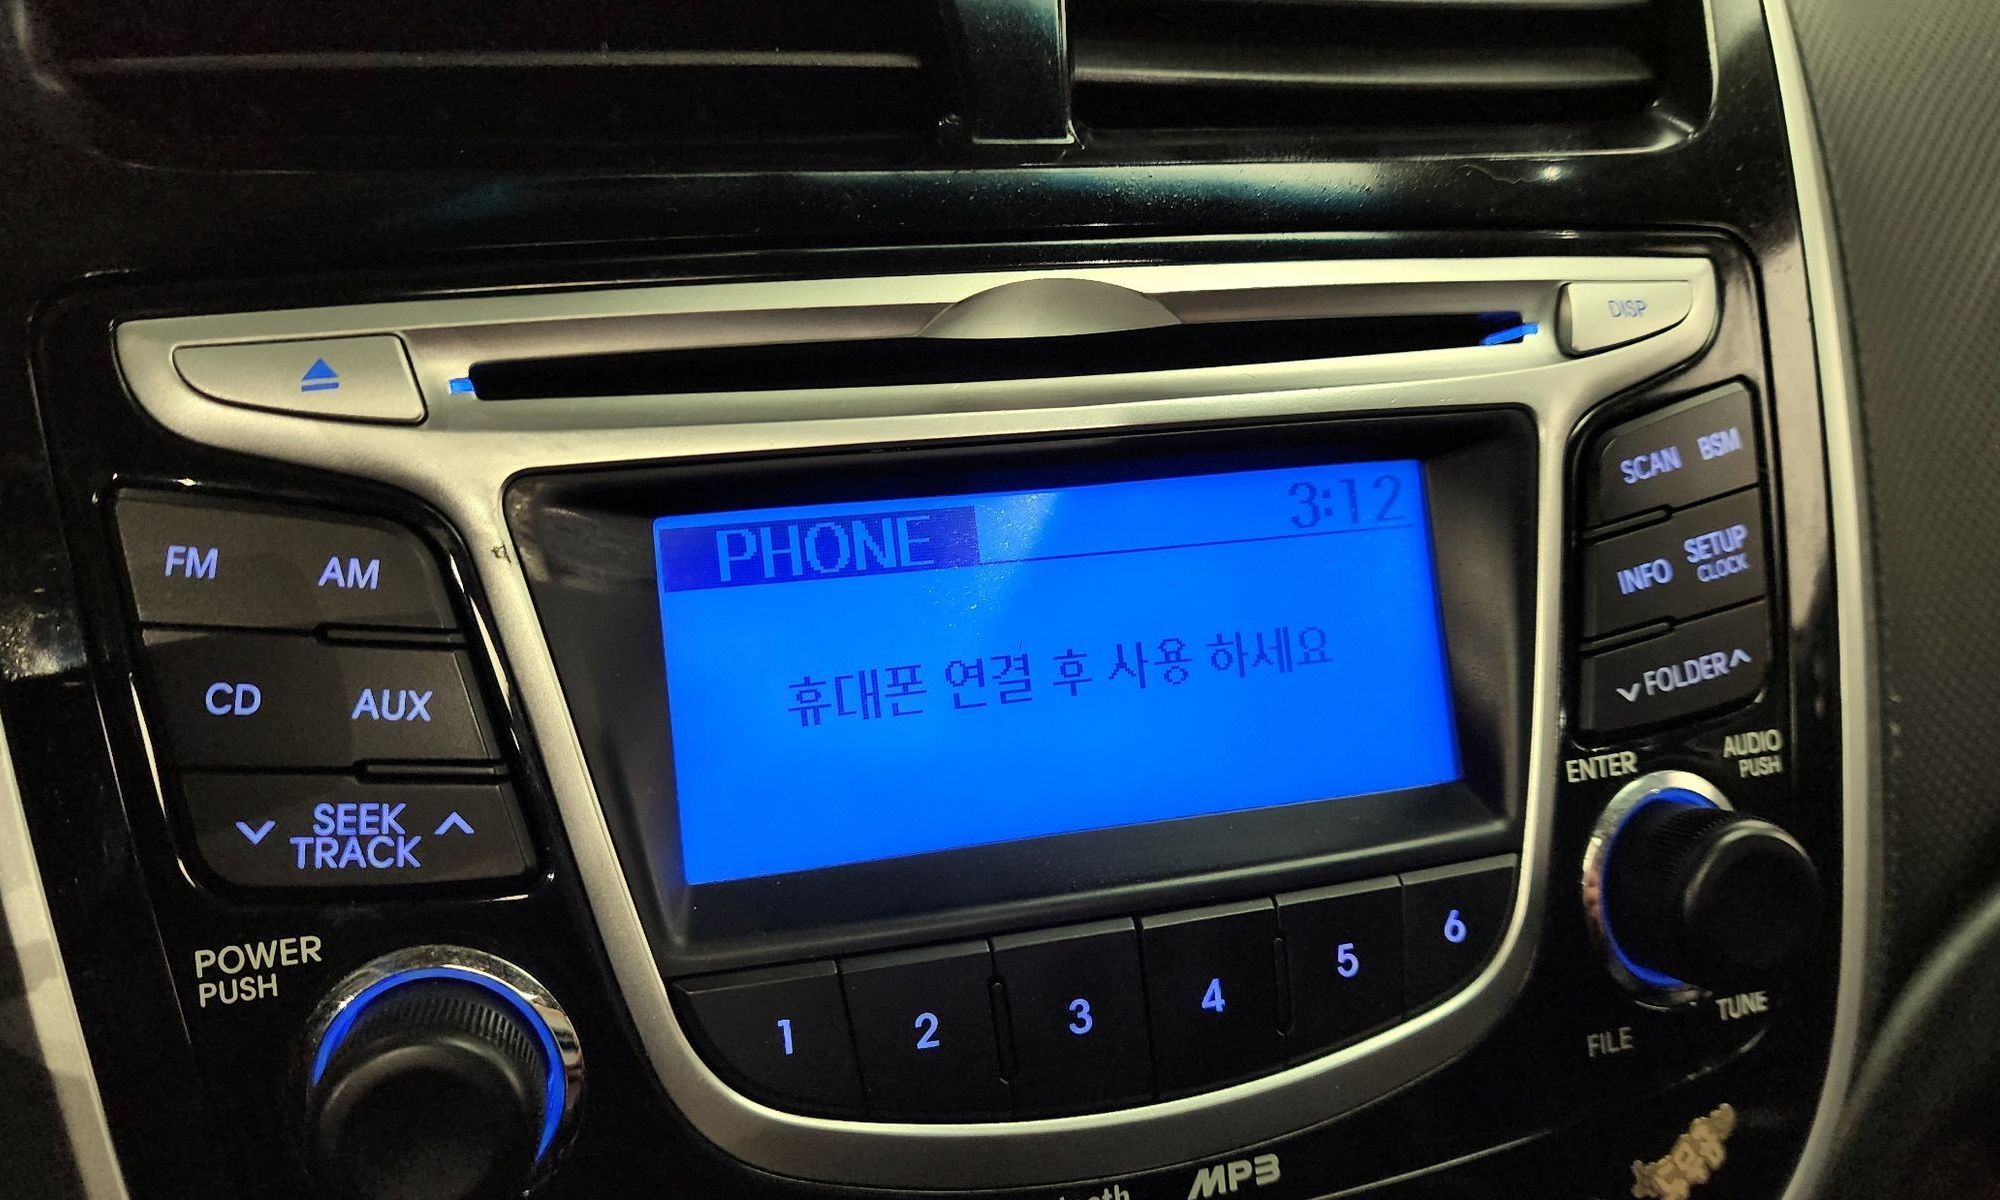 DISP
SCAN BSM
FM AM
PHONE 3:12
INFO SETUP
CLOCK
휴대폰 연결 후 사용 하세요
CD AUX
FOLDER
SEEK
TRACK
ENTER AUDIO
PUSH
POWER
PUSH
1 2 3 4 5 6
FILE TUNE
MP3